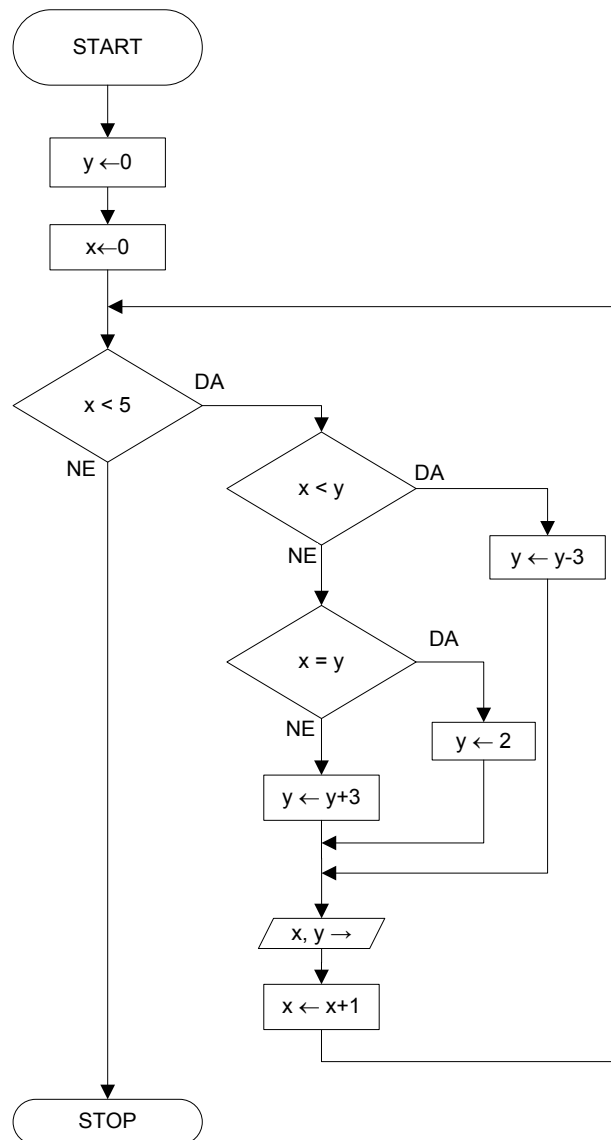 START
y ←0
x←0
x < 5
DA
NE
x < y
DA
NE
y ← y-3
x = y
DA
NE
y ← 2
y ← y+3
x, y →
x ← x+1
STOP